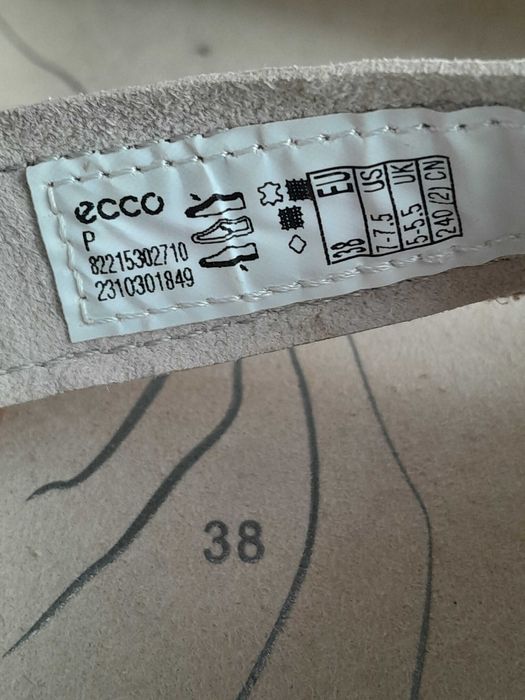 ecco
P
82215302710
2310301849
EU 38
US 7-7.5
UK 5-5.5
CN 240(2)
38